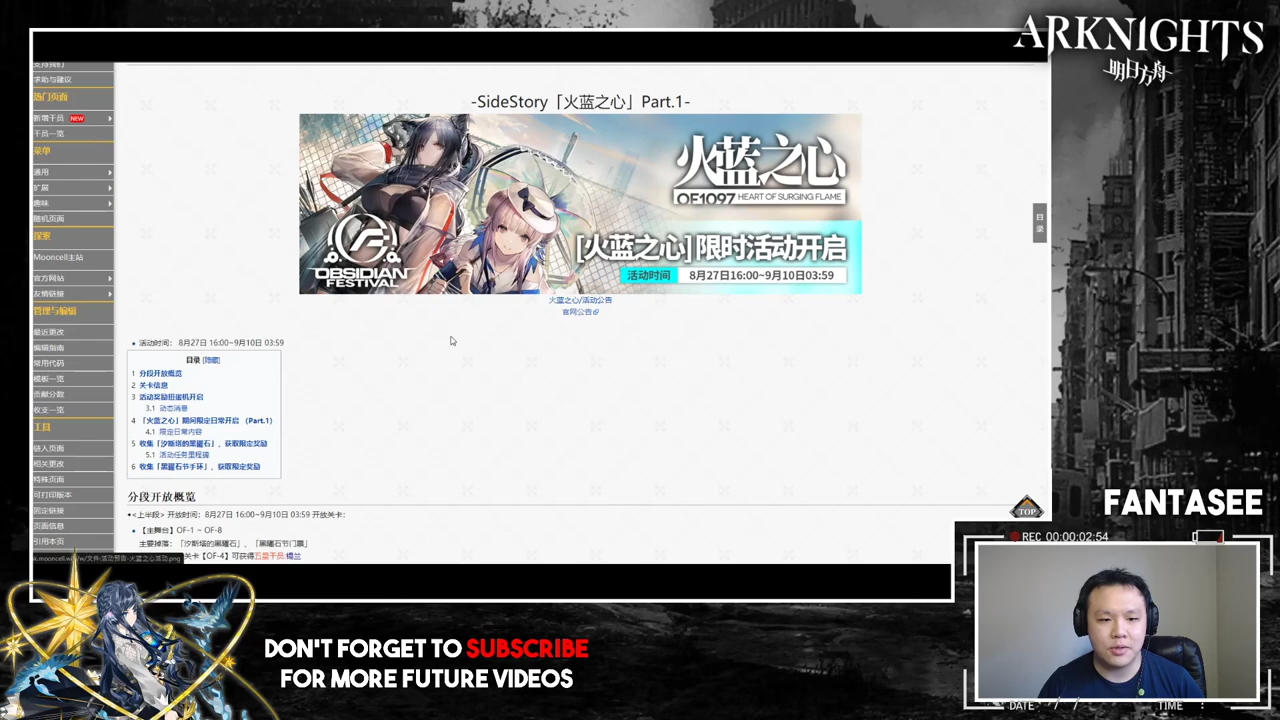 ARKNIGHTS
明日方舟
求助与建议
热门页面
新增干员 NEW
干员一览
菜单
通用
扩展
趣味
随机页面
探索
Mooncell主站
官方网站
友情链接
管理与编辑
最近更改
编辑指南
常用代码
模板一览
贡献分数
收支一览
工具
链入页面
相关更改
特殊页面
可打印版本
固定链接
页面信息
引用本页
-SideStory「火蓝之心」Part.1-
火蓝之心
OF1097 HEART OF SURGING FLAME
[火蓝之心]限时活动开启
活动时间 8月27日16:00~9月10日03:59
OBSIDIAN
FESTIVAL
火蓝之心/活动公告
官网公告
目
录
活动时间： 8月27日 16:00~9月10日 03:59
目录 [隐藏]
1 分段开放概览
2 关卡信息
3 活动奖励扭蛋机开启
3.1 动态消息
4 「火蓝之心」期间限定日常开启 （Part.1）
4.1 限定日常内容
5 收集「汐斯塔的黑曜石」，获取限定奖励
5.1 活动任务里程碑
6 收集「黑曜石节手环」，获取限定奖励
分段开放概览
<上半段> 开放时间：8月27日 16:00~9月10日 03:59 开放关卡：
【主舞台】OF-1 ~ OF-8
主要掉落：「汐斯塔的黑曜石」、「黑曜石节门票」
关卡【OF-4】可获得五星干员:梅兰
TOP
FANTASEE
REC 00:00:02:54
DATE / / TIME :
DON'T FORGET TO SUBSCRIBE
FOR MORE FUTURE VIDEOS